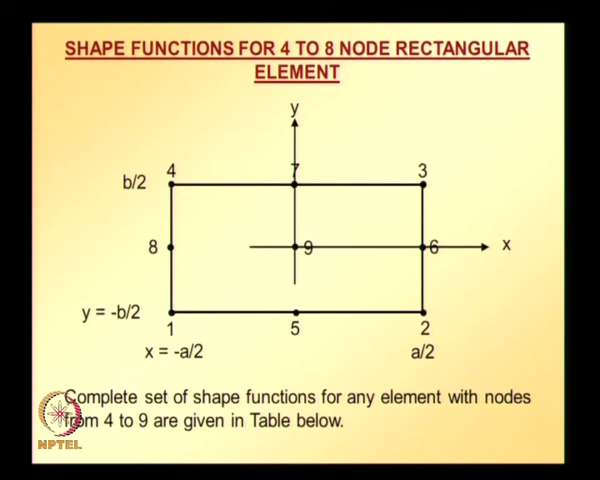 SHAPE FUNCTIONS FOR 4 TO 8 NODE RECTANGULAR
ELEMENT
y
4 7 3
b/2
8 9 6 x
y = -b/2
1 5 2
x = -a/2 a/2
Complete set of shape functions for any element with nodes
from 4 to 9 are given in Table below.
NPTEL